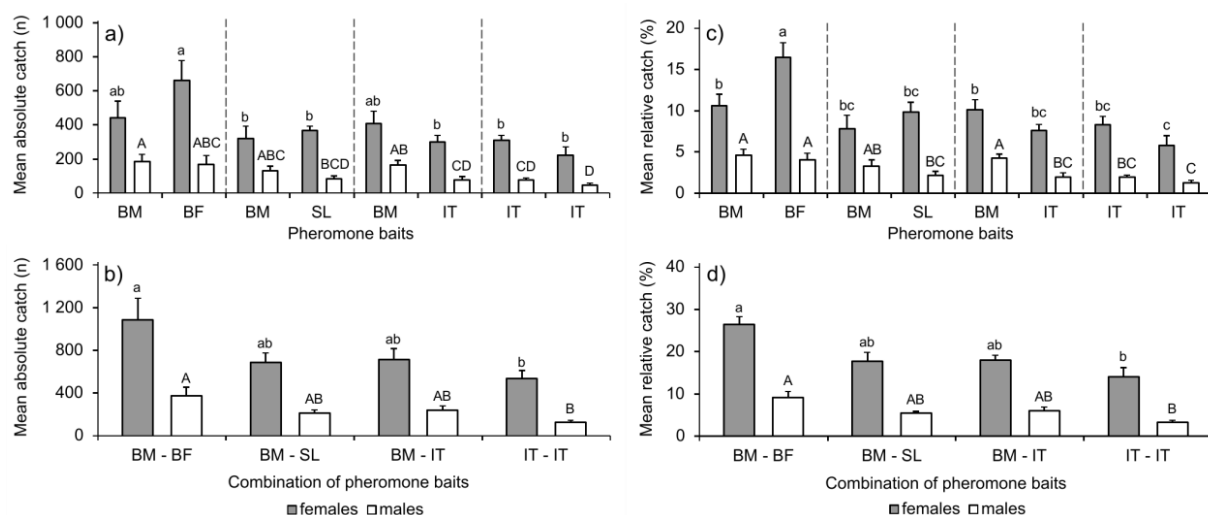 a)
Mean absolute catch (n)
1 000
800
600
400
200
0
ab A a ABC b ABC b BCD ab AB b CD b CD b D
BM BF BM SL BM IT IT IT
Pheromone baits
b)
Mean absolute catch (n)
1 600
1 200
800
400
0
a A ab AB ab AB b B
BM - BF BM - SL BM - IT IT - IT
Combination of pheromone baits
females males
c)
Mean relative catch (%)
20
15
10
5
0
b A a A bc AB bc BC b A bc BC bc BC c C
BM BF BM SL BM IT IT IT
Pheromone baits
d)
Mean relative catch (%)
40
30
20
10
0
a A ab AB ab AB b B
BM - BF BM - SL BM - IT IT - IT
Combination of pheromone baits
females males